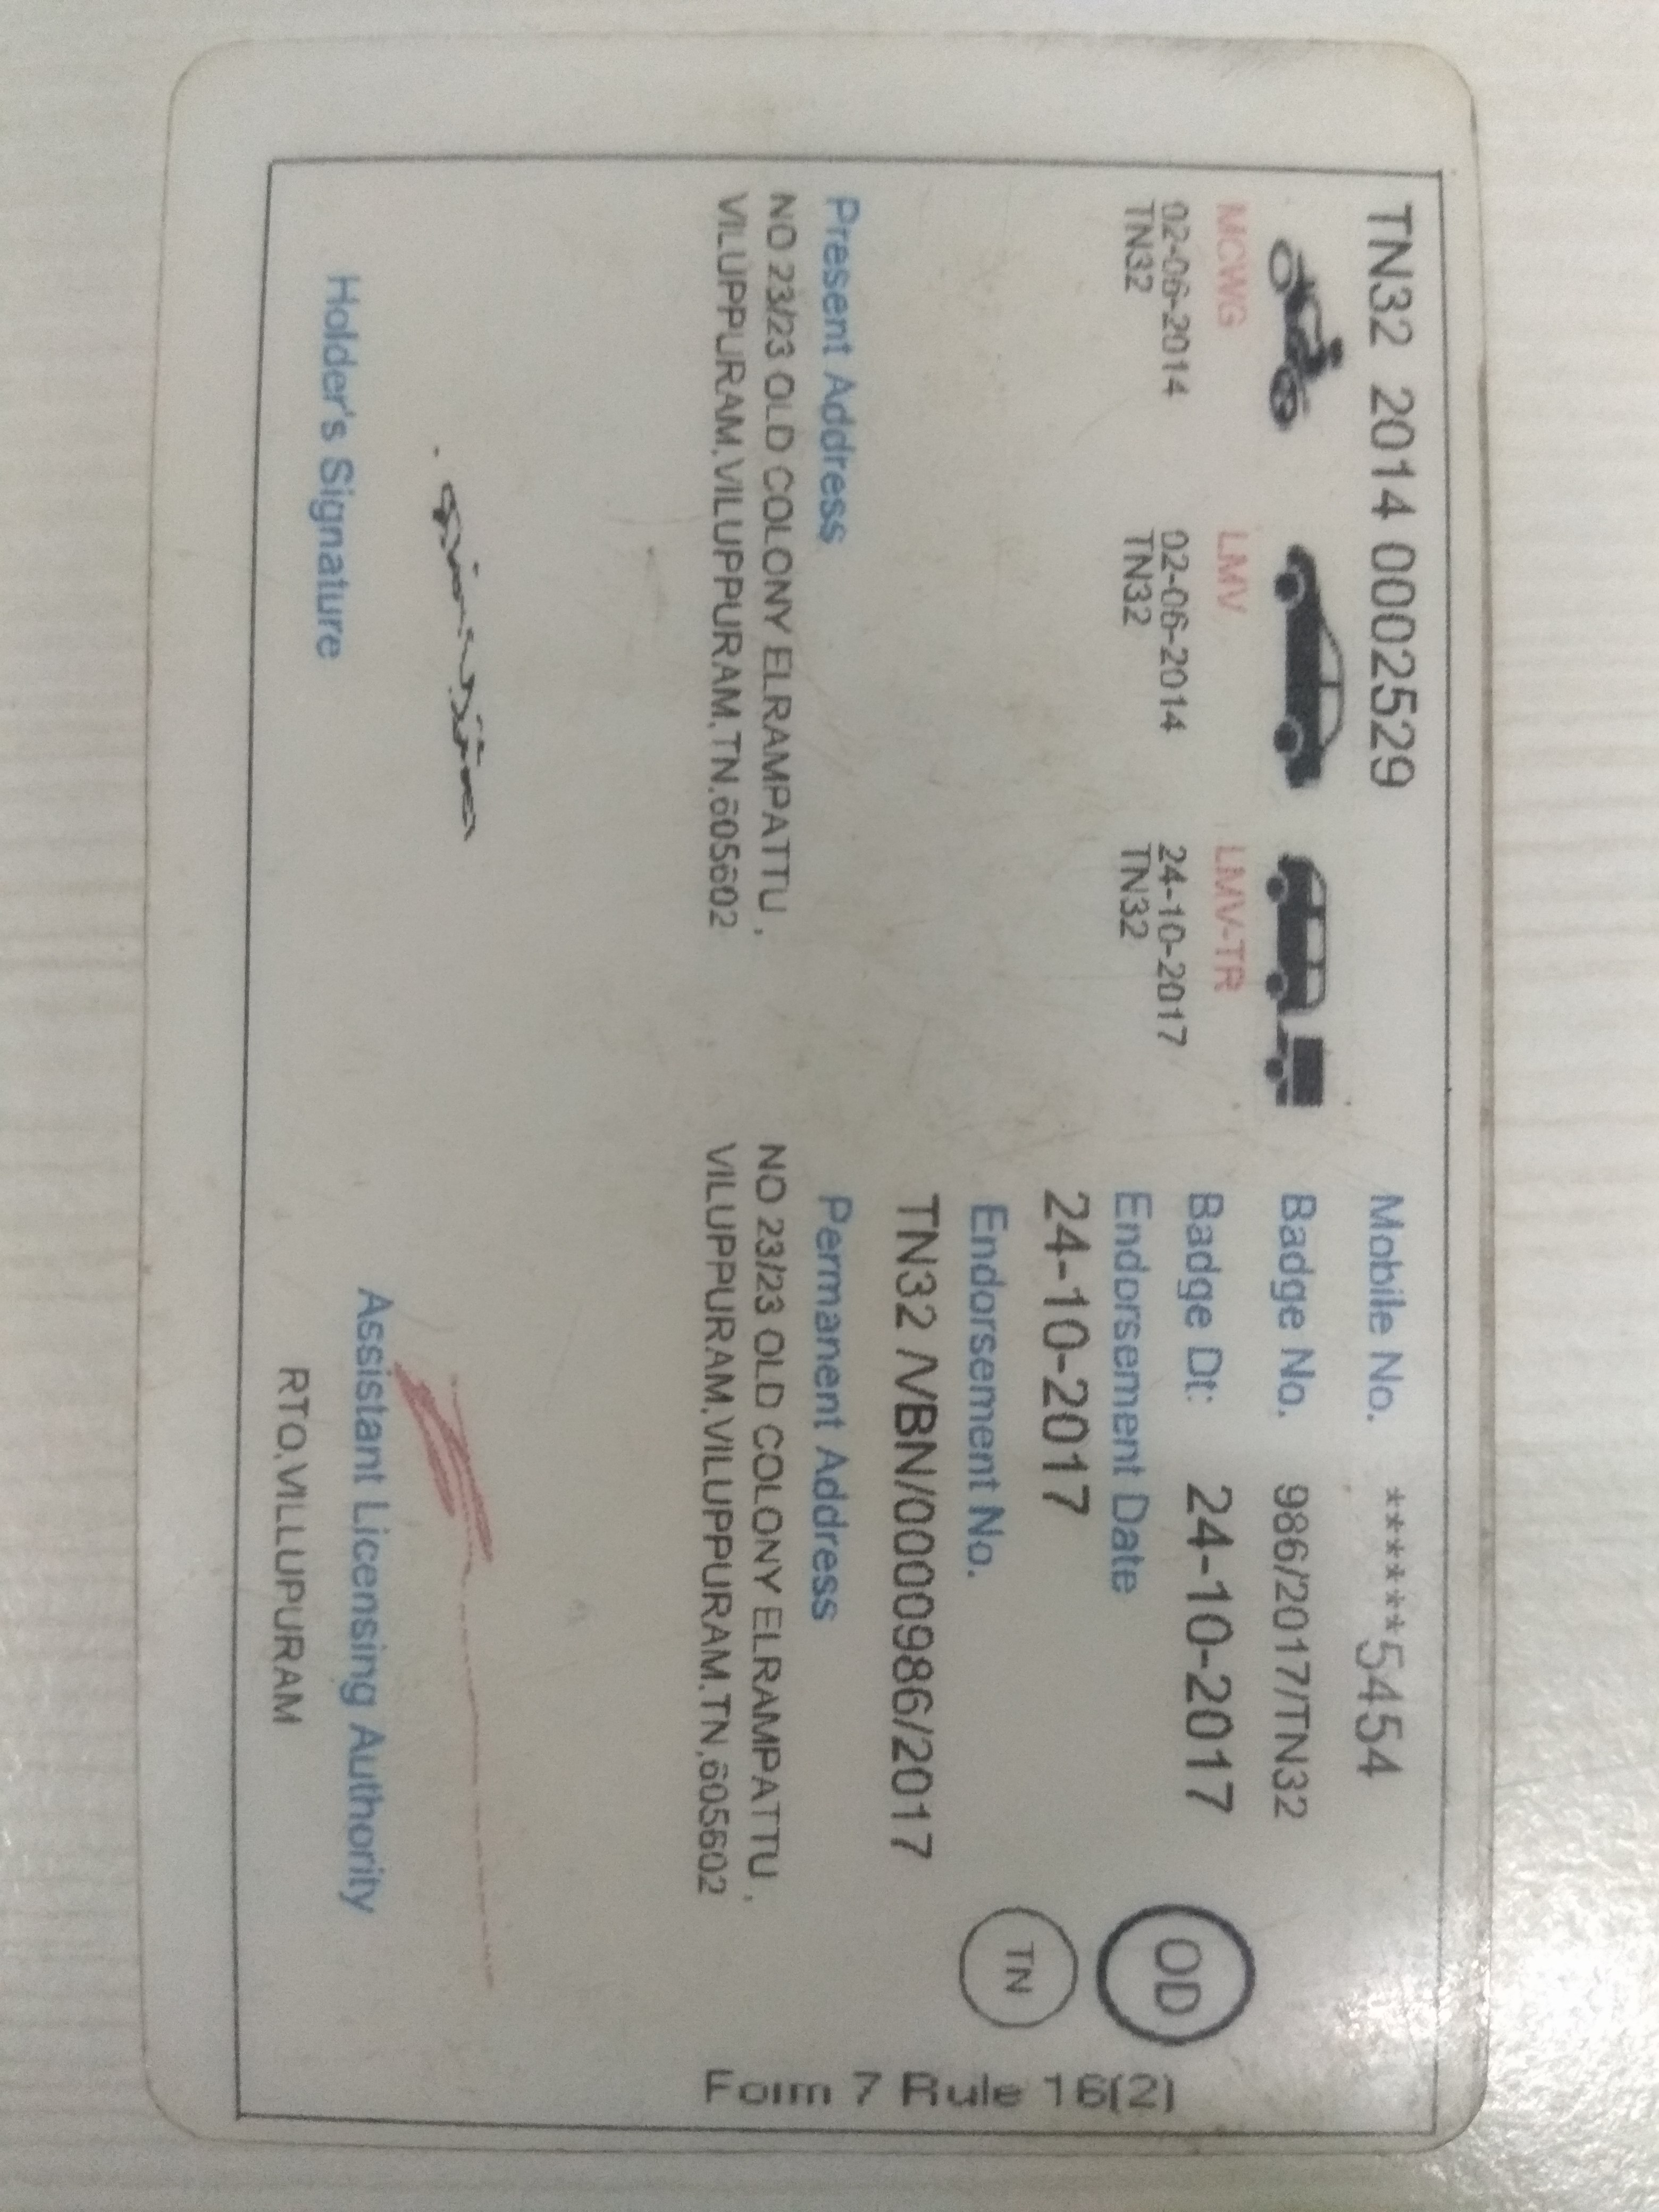 TN32 2014 0002529
Mobile No. *****54454
MCWG
LMV
LMV-TR
Badge No. 986/2017/TN32
02-06-2014
TN32
02-06-2014
TN32
24-10-2017
TN32
Badge Dt: 24-10-2017
OD
Endorsement Date
24-10-2017
TN
Endorsement No.
TN32 /VBN/0000986/2017
Present Address
NO 23/23 OLD COLONY ELRAMPATTU ,
VILUPPURAM,VILUPPURAM,TN,605602
Permanent Address
NO 23/23 OLD COLONY ELRAMPATTU ,
VILUPPURAM,VILUPPURAM,TN,605602
Holder's Signature
Assistant Licensing Authority
RTO,VILLUPURAM
Form 7 Rule 16(2)